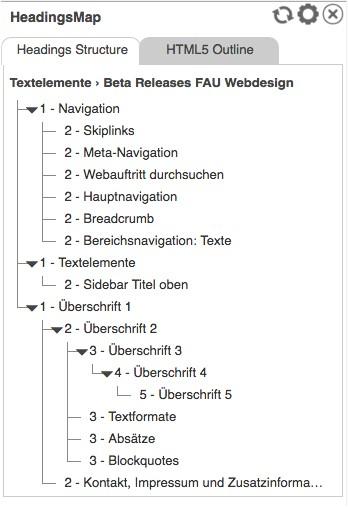 HeadingsMap
Headings Structure
HTML5 Outline
Textelemente › Beta Releases FAU Webdesign
1 - Navigation
2 - Skiplinks
2 - Meta-Navigation
2 - Webauftritt durchsuchen
2 - Hauptnavigation
2 - Breadcrumb
2 - Bereichsnavigation: Texte
1 - Textelemente
2 - Sidebar Titel oben
1 - Überschrift 1
2 - Überschrift 2
3 - Überschrift 3
4 - Überschrift 4
5 - Überschrift 5
3 - Textformate
3 - Absätze
3 - Blockquotes
2 - Kontakt, Impressum und Zusatzinforma…